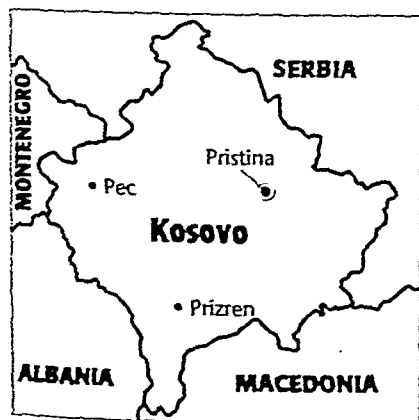 SERBIA
MONTENEGRO
Pristina
Pec
Kosovo
Prizren
ALBANIA
MACEDONIA